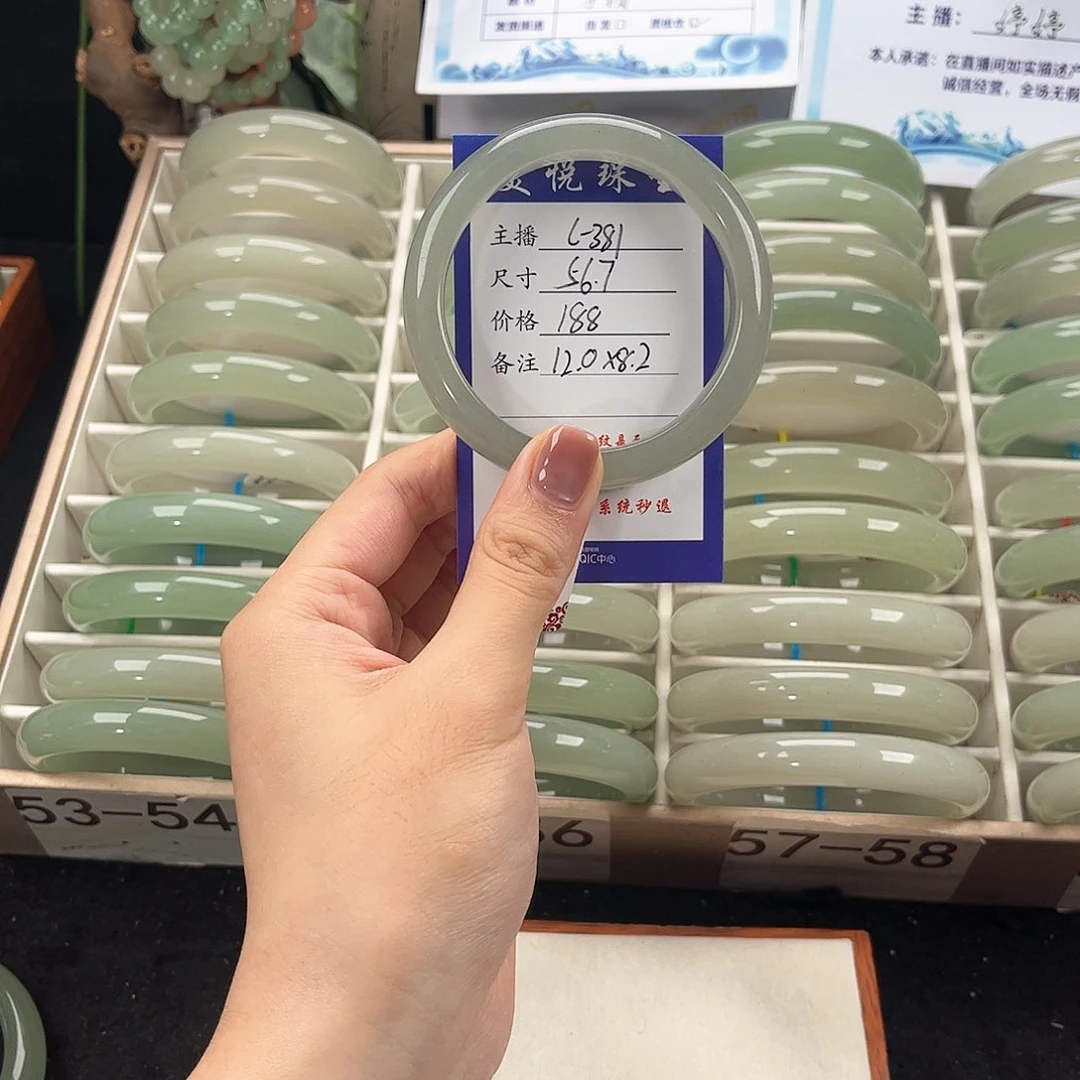 主播:婷婷
本人承诺:在直播间如实描述产
诚信经营,全场无假
悦珠
主播 L-381
尺寸 56.7
价格 188
备注 12.0×8.2
系统秒退
QIC中心
53-54
57-58